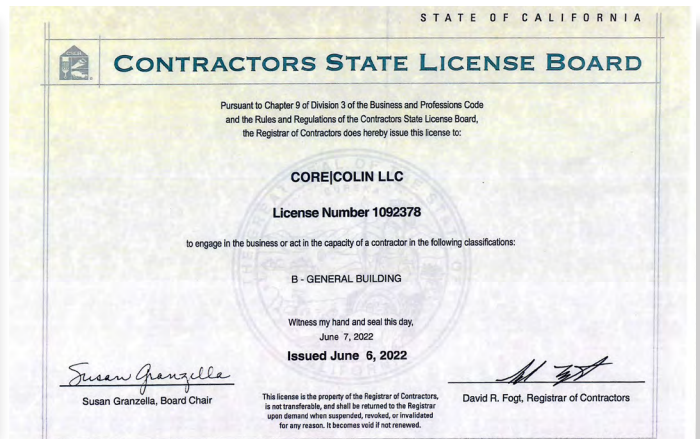 STATE OF CALIFORNIA
CONTRACTORS STATE LICENSE BOARD
Pursuant to Chapter 9 of Division 3 of the Business and Professions Code
and the Rules and Regulations of the Contractors State License Board,
the Registrar of Contractors does hereby issue this license to:
CORE|COLIN LLC
License Number 1092378
to engage in the business or act in the capacity of a contractor in the following classifications:
B - GENERAL BUILDING
Witness my hand and seal this day,
June 7, 2022
Issued June 6, 2022
Susan Granzella
Susan Granzella, Board Chair
This license is the property of the Registrar of Contractors,
is not transferable, and shall be returned to the Registrar
upon demand when suspended, revoked, or invalidated
for any reason. It becomes void if not renewed.
David R. Fogt, Registrar of Contractors